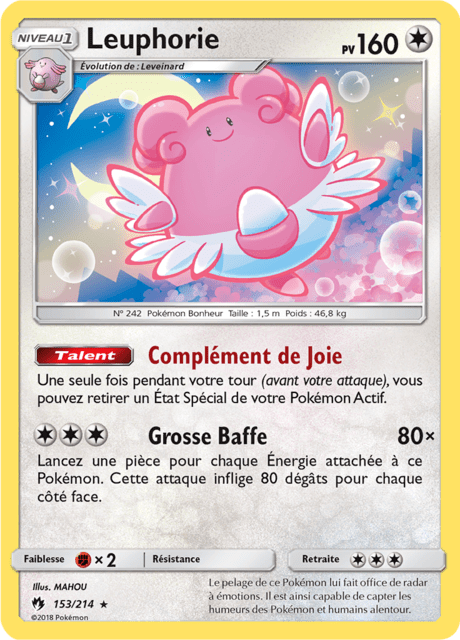 NIVEAU 1
Leuphorie
PV 160
Évolution de : Leveinard
N° 242 Pokémon Bonheur Taille : 1,5 m Poids : 46,8 kg
Talent Complément de Joie
Une seule fois pendant votre tour (avant votre attaque), vous
pouvez retirer un État Spécial de votre Pokémon Actif.
Grosse Baffe 80×
Lancez une pièce pour chaque Énergie attachée à ce
Pokémon. Cette attaque inflige 80 dégâts pour chaque
côté face.
Faiblesse ×2 Résistance Retraite
Illus. MAHOU
153/214 ★
©2018 Pokémon
Le pelage de ce Pokémon lui fait office de radar
à émotions. Il est ainsi capable de capter les
humeurs des Pokémon et humains alentour.